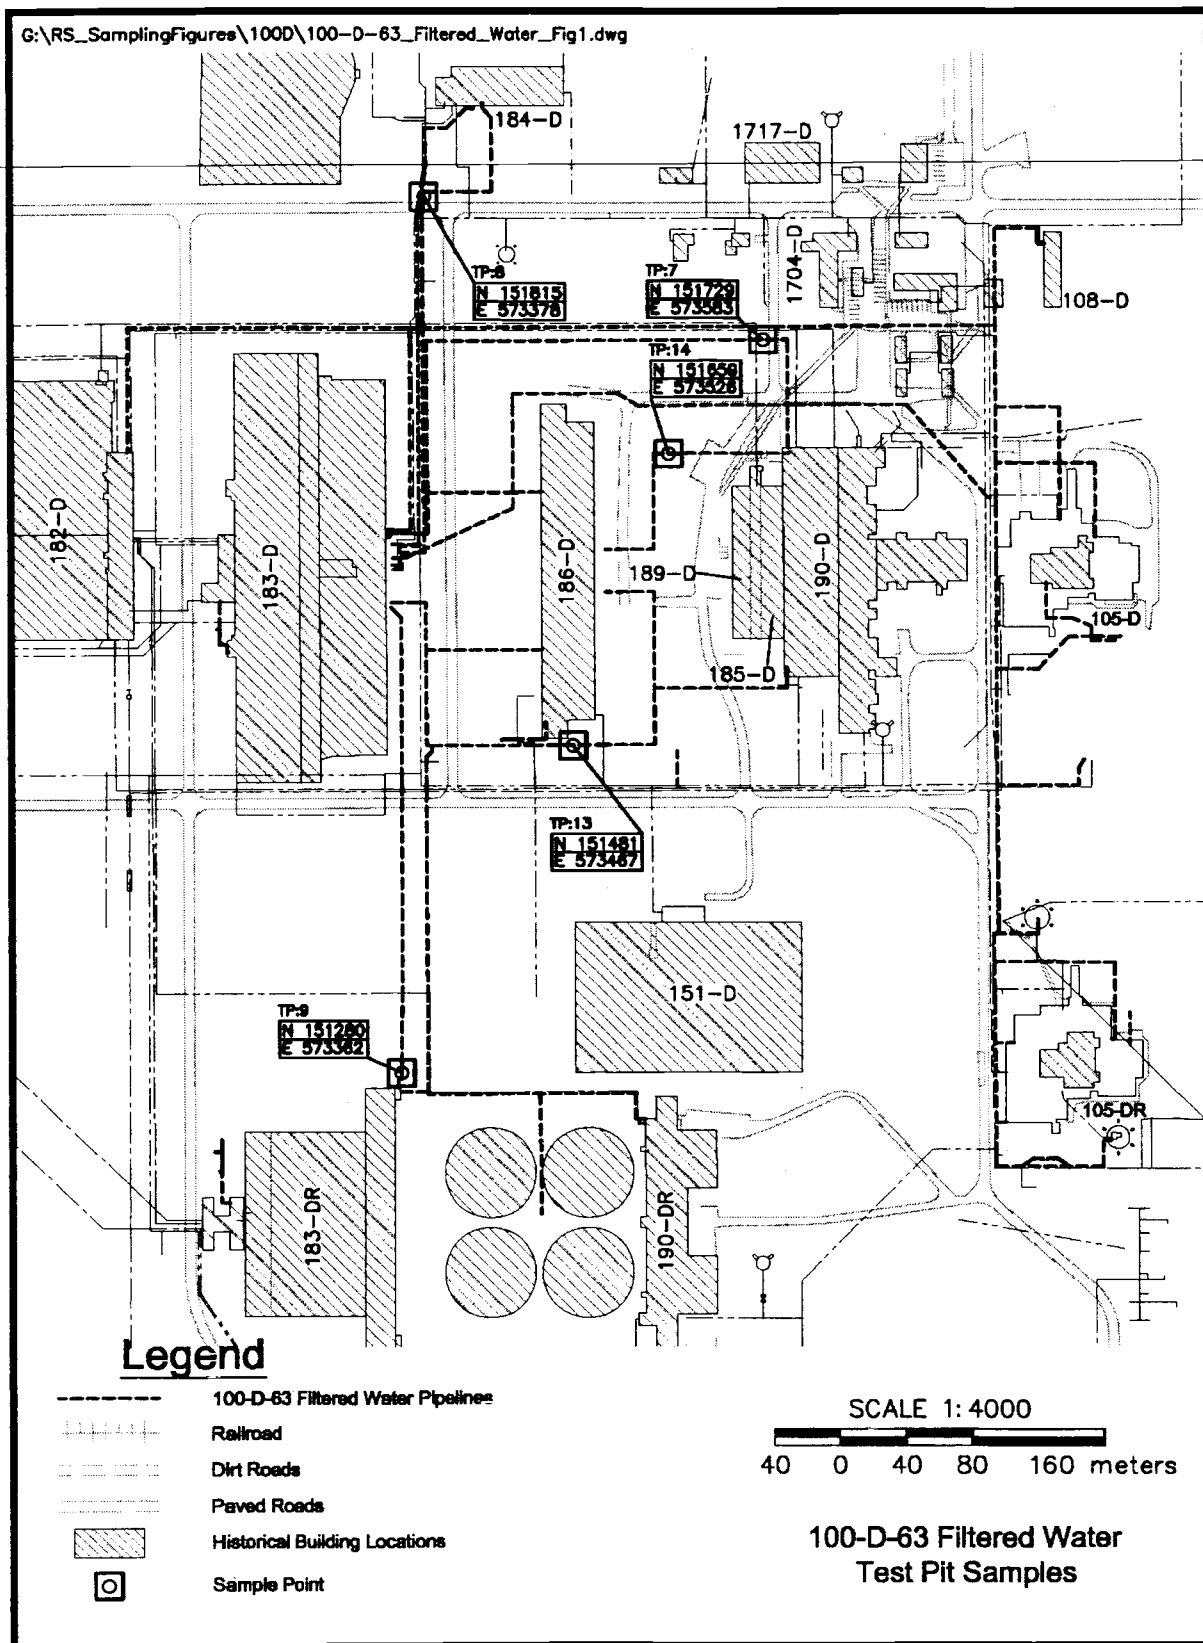 G:\RS_SamplingFigures\100D\100-D-63_Filtered_Water_Fig1.dwg
184-D
1717-D
1704-D
108-D
TP:6
N 151815
E 573378
TP:7
N 151729
E 573583
TP:14
N 151659
E 573528
182-D
183-D
186-D
189-D
190-D
185-D
105-D
TP:13
N 151481
E 573467
151-D
TP:9
N 151280
E 573362
105-DR
183-DR
190-DR
Legend
100-D-63 Filtered Water Pipelines
Railroad
Dirt Roads
Paved Roads
Historical Building Locations
Sample Point
SCALE 1:4000
40 0 40 80 160 meters
100-D-63 Filtered Water
Test Pit Samples